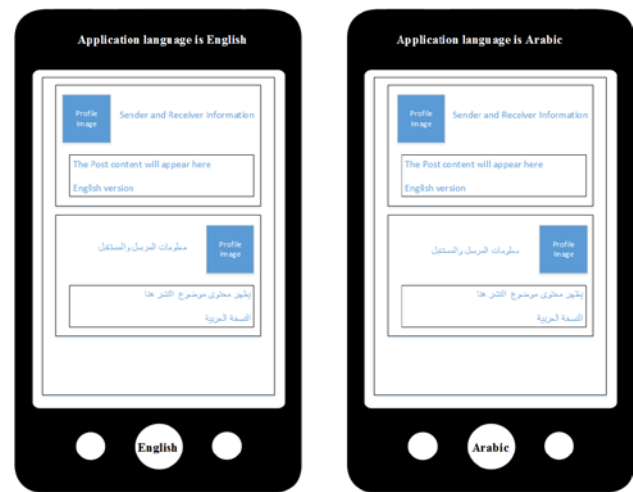 Application language is English
Profile
Image
Sender and Receiver Information
The Post content will appear here
English version
Profile
Image
معلومات المرسل والمستقبل
يظهر محتوى موضوع النشر هنا
النسخة العربية
English
Application language is Arabic
Profile
Image
Sender and Receiver Information
The Post content will appear here
English version
Profile
Image
معلومات المرسل والمستقبل
يظهر محتوى موضوع النشر هنا
النسخة العربية
Arabic